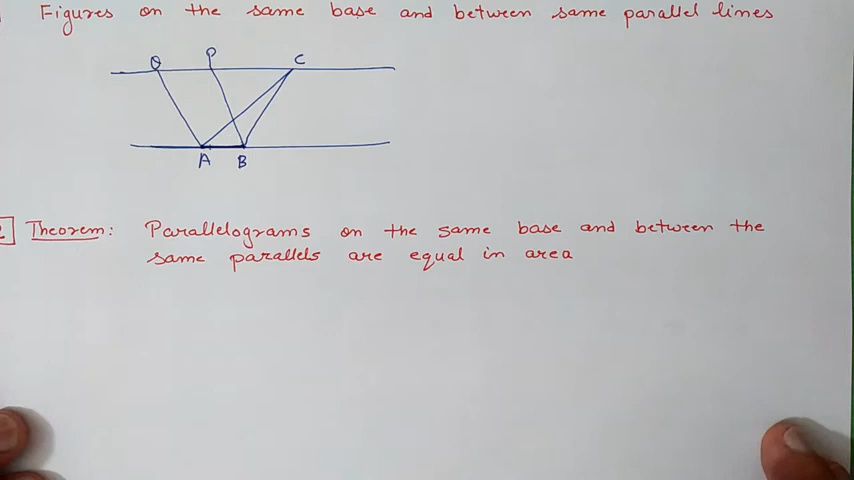 Figures on the same base and between same parallel lines
Q P C
A B
Theorem: Parallelograms on the same base and between the
same parallels are equal in area